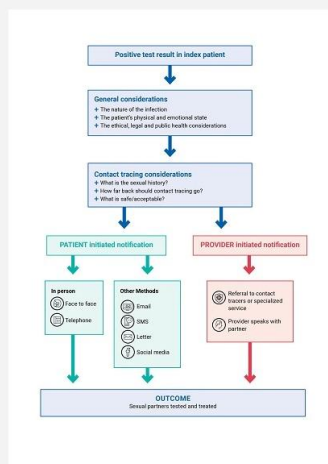 Positive test result in index patient
General considerations
+ The nature of the infection
+ The patient's physical and emotional state
+ The ethical, legal and public health considerations
Contact tracing considerations
+ What is the sexual history?
+ How far back should contact tracing go?
+ What is safe/acceptable?
PATIENT initiated notification
PROVIDER initiated notification
In person
Face to face
Telephone
Other Methods
Email
SMS
Letter
Social media
Referral to contact
tracers or specialized
service
Provider speaks with
partner
OUTCOME
Sexual partners tested and treated